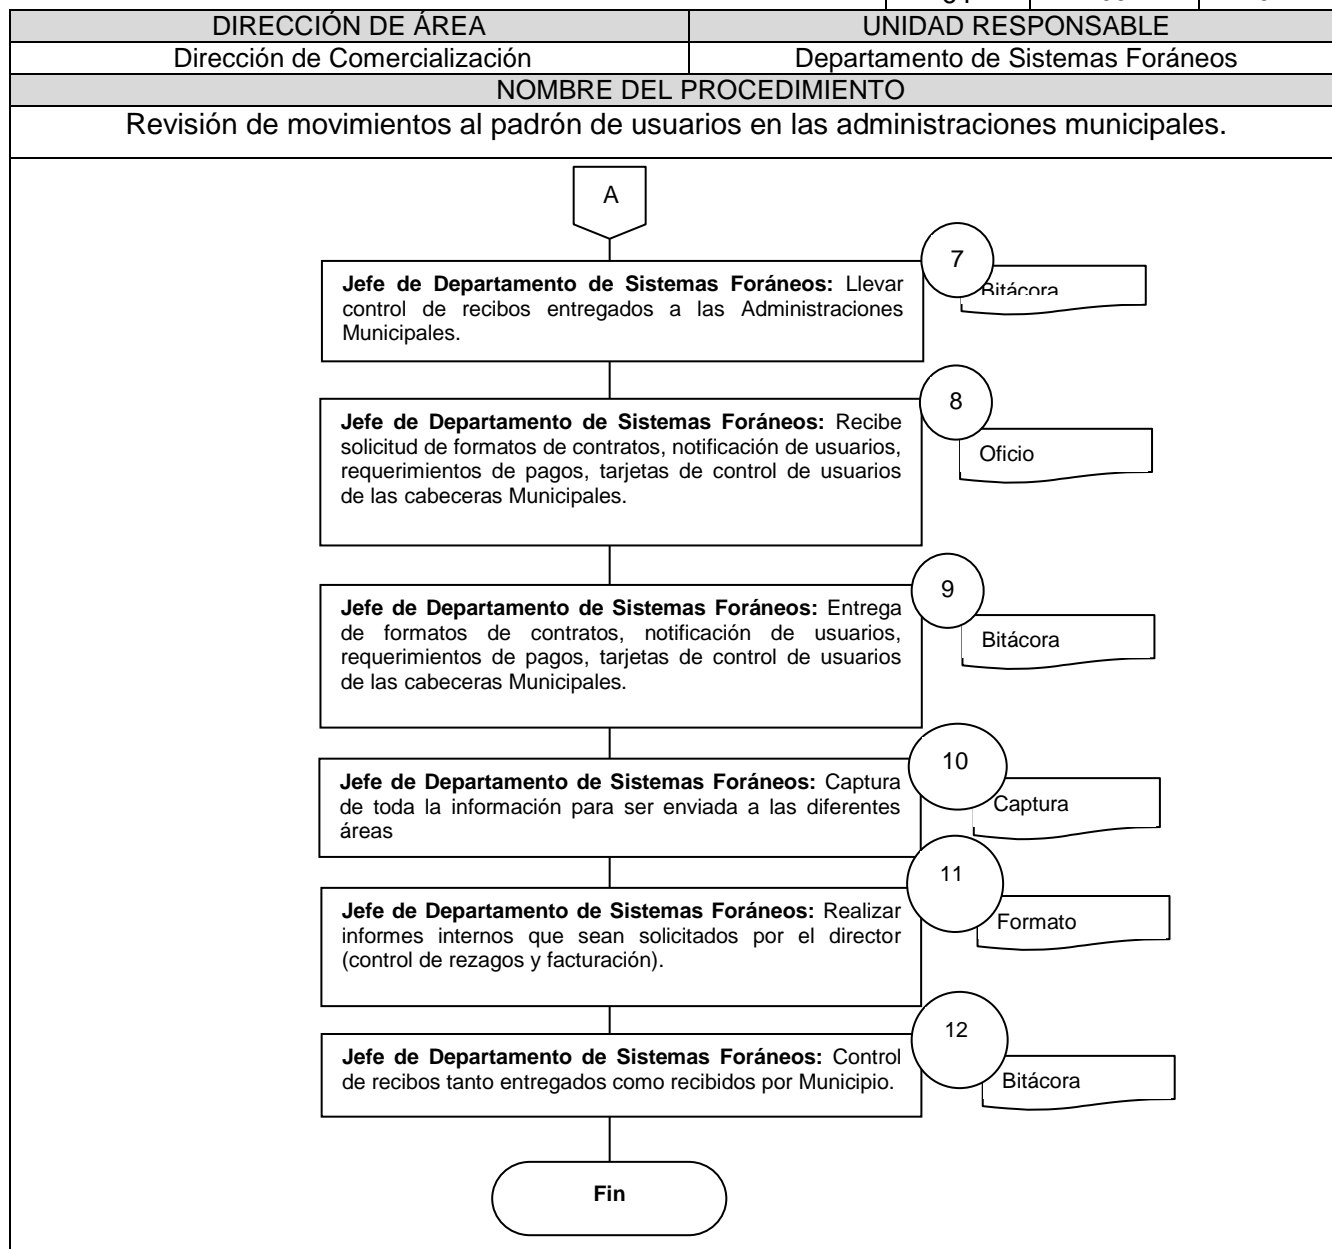 DIRECCIÓN DE ÁREA
UNIDAD RESPONSABLE
Dirección de Comercialización
Departamento de Sistemas Foráneos
NOMBRE DEL PROCEDIMIENTO
Revisión de movimientos al padrón de usuarios en las administraciones municipales.
A
7
Jefe de Departamento de Sistemas Foráneos: Llevar
control de recibos entregados a las Administraciones
Municipales.
Bitácora
8
Jefe de Departamento de Sistemas Foráneos: Recibe
solicitud de formatos de contratos, notificación de usuarios,
requerimientos de pagos, tarjetas de control de usuarios
de las cabeceras Municipales.
Oficio
9
Jefe de Departamento de Sistemas Foráneos: Entrega
de formatos de contratos, notificación de usuarios,
requerimientos de pagos, tarjetas de control de usuarios
de las cabeceras Municipales.
Bitácora
10
Jefe de Departamento de Sistemas Foráneos: Captura
de toda la información para ser enviada a las diferentes
áreas
Captura
11
Jefe de Departamento de Sistemas Foráneos: Realizar
informes internos que sean solicitados por el director
(control de rezagos y facturación).
Formato
12
Jefe de Departamento de Sistemas Foráneos: Control
de recibos tanto entregados como recibidos por Municipio.
Bitácora
Fin